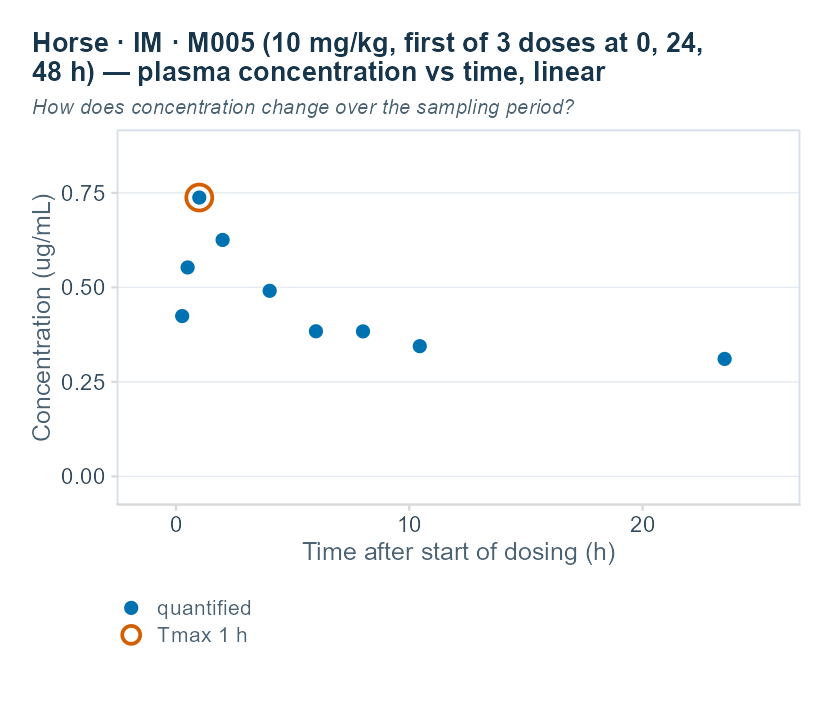 Horse · IM · M005 (10 mg/kg, first of 3 doses at 0, 24,
48 h) — plasma concentration vs time, linear
How does concentration change over the sampling period?
Concentration (ug/mL)
0.75
0.50
0.25
0.00
0 10 20
Time after start of dosing (h)
quantified
Tmax 1 h